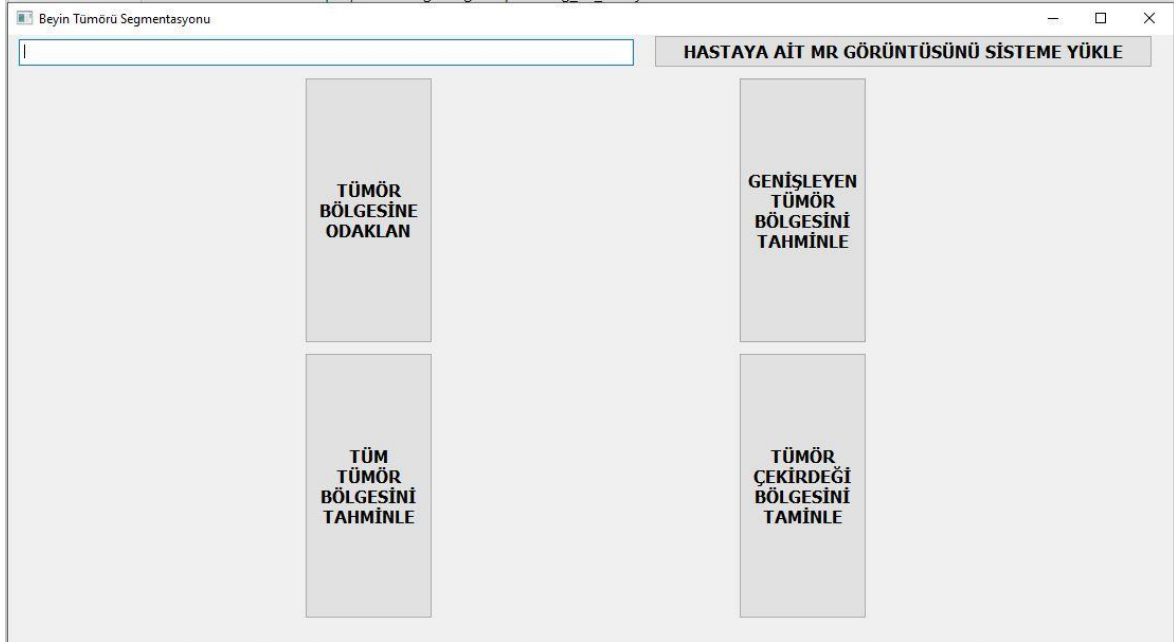 Beyin Tümörü Segmentasyonu
HASTAYA AİT MR GÖRÜNTÜSÜNÜ SİSTEME YÜKLE
TÜMÖR
BÖLGESİNE
ODAKLAN
GENİŞLEYEN
TÜMÖR
BÖLGESİNİ
TAHMİNLE
TÜM
TÜMÖR
BÖLGESİNİ
TAHMİNLE
TÜMÖR
ÇEKİRDEĞİ
BÖLGESİNİ
TAMİNLE